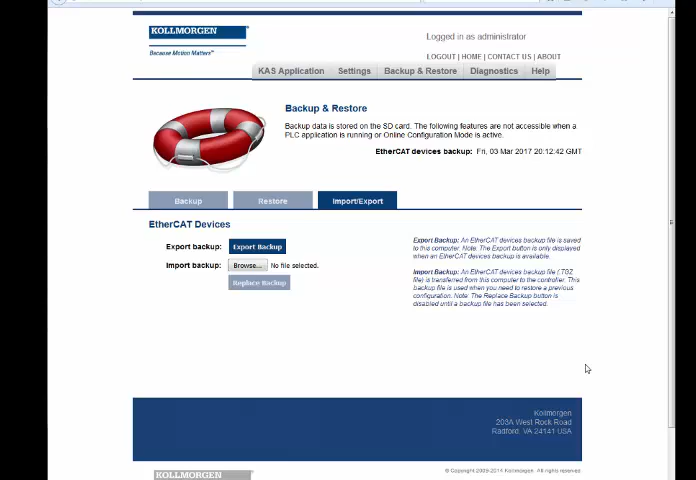 KOLLMORGEN
Because Motion Matters™
Logged in as administrator
LOGOUT | HOME | CONTACT US | ABOUT
KAS Application Settings Backup & Restore Diagnostics Help
Backup & Restore
Backup data is stored on the SD card. The following features are not accessible when a
PLC application is running or Online Configuration Mode is active.
EtherCAT devices backup: Fri, 03 Mar 2017 20:12:42 GMT
Backup Restore Import/Export
EtherCAT Devices
Export backup: Export Backup
Import backup: Browse... No file selected.
Replace Backup
Export Backup: An EtherCAT devices backup file is saved
to this computer. Note: The Export button is only displayed
when an EtherCAT devices backup is available.
Import Backup: An EtherCAT devices backup file (.TGZ
file) is transferred from this computer to the controller. This
backup file is used when you need to restore a previous
configuration. Note: The Replace Backup button is
disabled until a backup file has been selected.
Kollmorgen
203A West Rock Road
Radford, VA 24141 USA
KOLLMORGEN
© Copyright 2009-2014 Kollmorgen. All rights reserved.